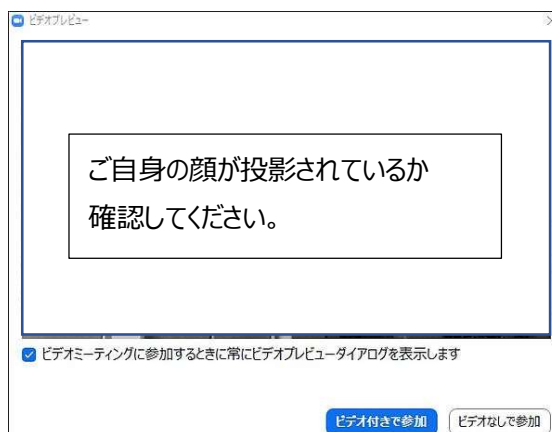 ビデオプレビュー
ご自身の顔が投影されているか
確認してください。
ビデオミーティングに参加するときに常にビデオプレビューダイアログを表示します
ビデオ付きで参加 ビデオなしで参加